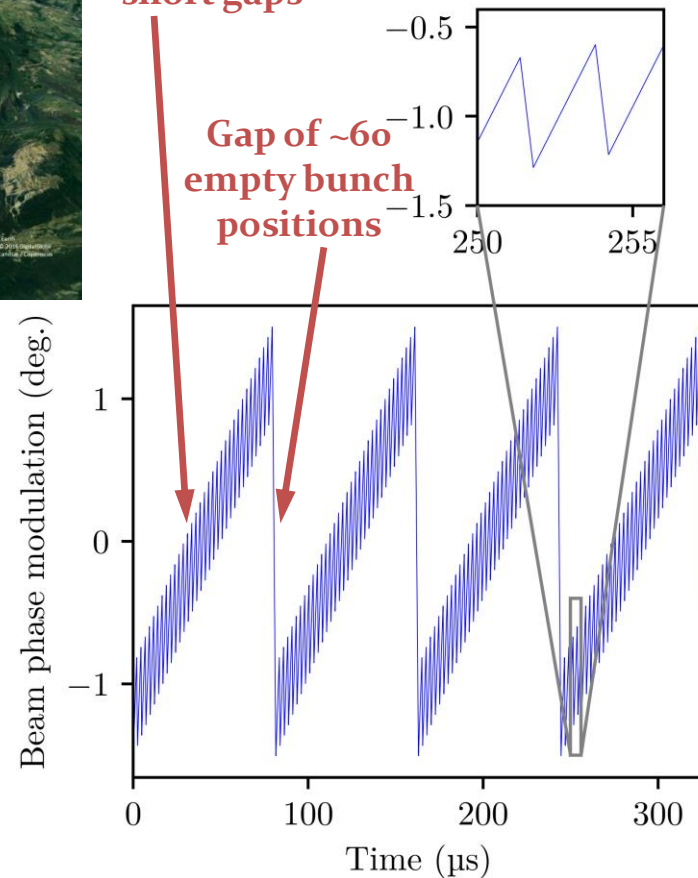 short gaps
Gap of ~60
empty bunch
positions
−0.5
−1.0
−1.5
250
255
Beam phase modulation (deg.)
1
0
−1
0
100
200
300
Time (µs)